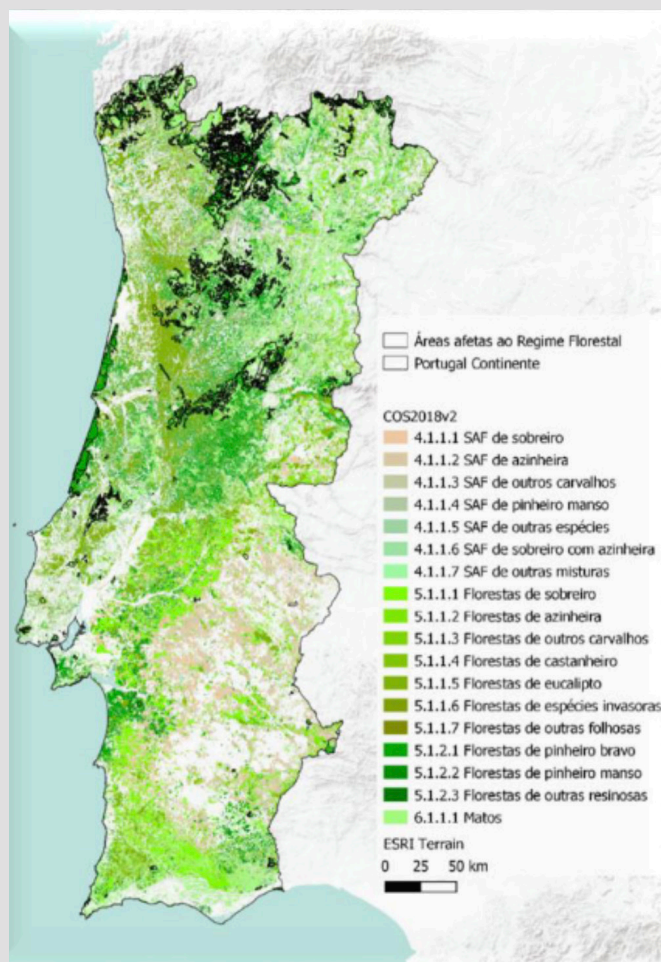 Áreas afetas ao Regime Florestal
Portugal Continente
COS2018v2
4.1.1.1 SAF de sobreiro
4.1.1.2 SAF de azinheira
4.1.1.3 SAF de outros carvalhos
4.1.1.4 SAF de pinheiro manso
4.1.1.5 SAF de outras espécies
4.1.1.6 SAF de sobreiro com azinheira
4.1.1.7 SAF de outras misturas
5.1.1.1 Florestas de sobreiro
5.1.1.2 Florestas de azinheira
5.1.1.3 Florestas de outros carvalhos
5.1.1.4 Florestas de castanheiro
5.1.1.5 Florestas de eucalipto
5.1.1.6 Florestas de espécies invasoras
5.1.1.7 Florestas de outras folhosas
5.1.2.1 Florestas de pinheiro bravo
5.1.2.2 Florestas de pinheiro manso
5.1.2.3 Florestas de outras resinosas
6.1.1.1 Matos
ESRI Terrain
0 25 50 km